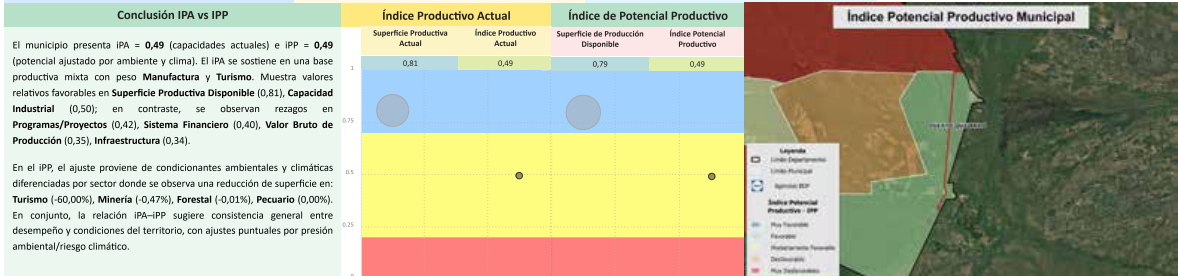 Conclusión IPA vs IPP
El municipio presenta iPA = 0,49 (capacidades actuales) e iPP = 0,49
(potencial ajustado por ambiente y clima). El iPA se sostiene en una base
productiva mixta con peso Manufactura y Turismo. Muestra valores
relativos favorables en Superficie Productiva Disponible (0,81), Capacidad
Industrial (0,50); en contraste, se observan rezagos en
Programas/Proyectos (0,42), Sistema Financiero (0,40), Valor Bruto de
Producción (0,35), Infraestructura (0,34).
En el iPP, el ajuste proviene de condicionantes ambientales y climáticas
diferenciadas por sector donde se observa una reducción de superficie en:
Turismo (-60,00%), Minería (-0,47%), Forestal (-0,01%), Pecuario (0,00%).
En conjunto, la relación iPA–iPP sugiere consistencia general entre
desempeño y condiciones del territorio, con ajustes puntuales por presión
ambiental/riesgo climático.
Índice Productivo Actual
Índice de Potencial Productivo
Superficie Productiva
Actual
Índice Productivo
Actual
Superficie de Producción
Disponible
Índice Potencial
Productivo
0,81
0,49
0,79
0,49
1
0.75
0.5
0.25
0
Índice Potencial Productivo Municipal
Leyenda
Limite Departamento
Limite Municipal
Agencias BDP
Índice Potencial
Productivo - IPP
Muy Favorable
Favorable
Medianamente Favorable
Desfavorable
Muy Desfavorable